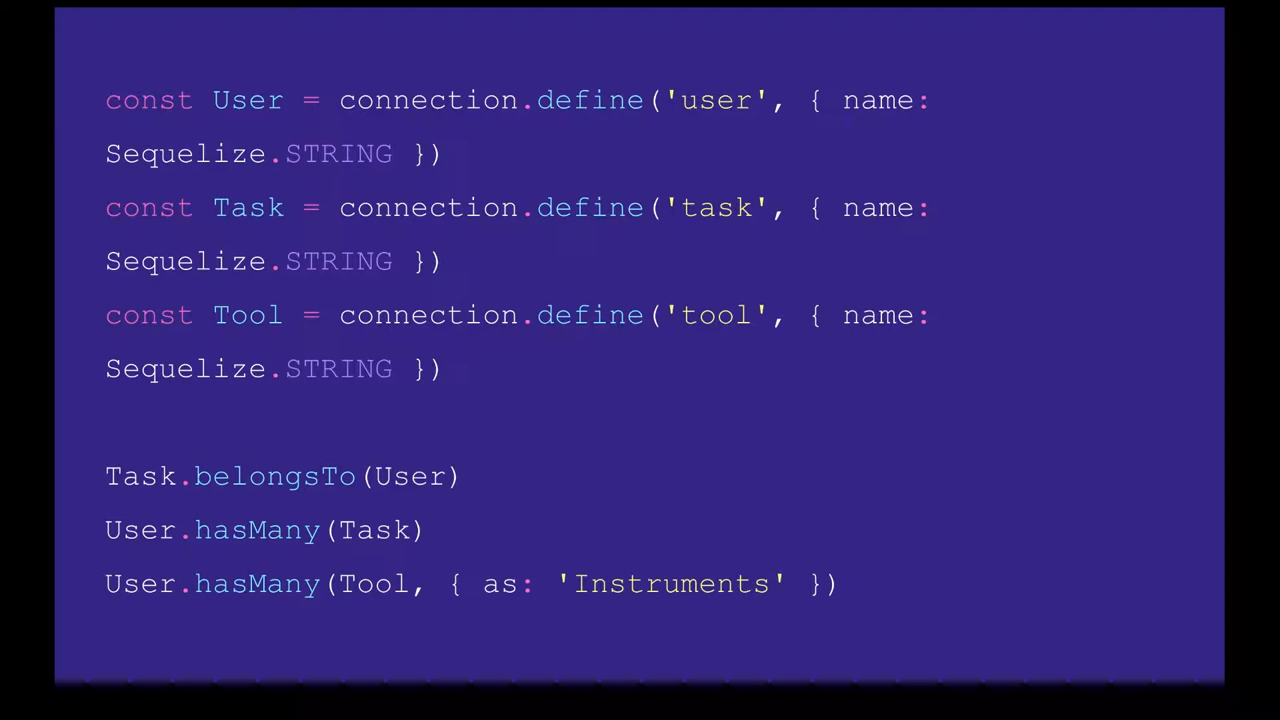 const User = connection.define('user', { name:
Sequelize.STRING })
const Task = connection.define('task', { name:
Sequelize.STRING })
const Tool = connection.define('tool', { name:
Sequelize.STRING })
Task.belongsTo(User)
User.hasMany(Task)
User.hasMany(Tool, { as: 'Instruments' })